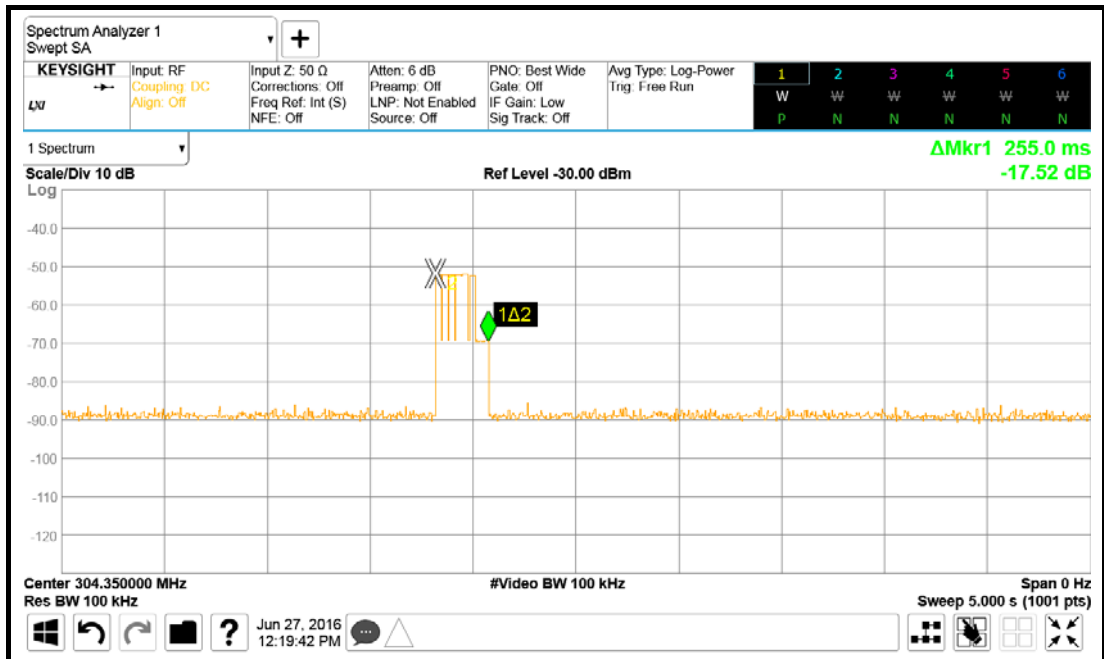 Spectrum Analyzer 1
Swept SA
+
KEYSIGHT
LXI
Input: RF
Coupling: DC
Align: Off
Input Z: 50 Ω
Corrections: Off
Freq Ref: Int (S)
NFE: Off
Atten: 6 dB
Preamp: Off
LNP: Not Enabled
Source: Off
PNO: Best Wide
Gate: Off
IF Gain: Low
Sig Track: Off
Avg Type: Log-Power
Trig: Free Run
1 2 3 4 5 6
W W W W W W
P N N N N N
1 Spectrum
ΔMkr1 255.0 ms
-17.52 dB
Scale/Div 10 dB
Ref Level -30.00 dBm
Log
-40.0
-50.0
-60.0
-70.0
-80.0
-90.0
-100
-110
-120
2
1Δ2
Center 304.350000 MHz
#Video BW 100 kHz
Span 0 Hz
Res BW 100 kHz
Sweep 5.000 s (1001 pts)
?
Jun 27, 2016
12:19:42 PM